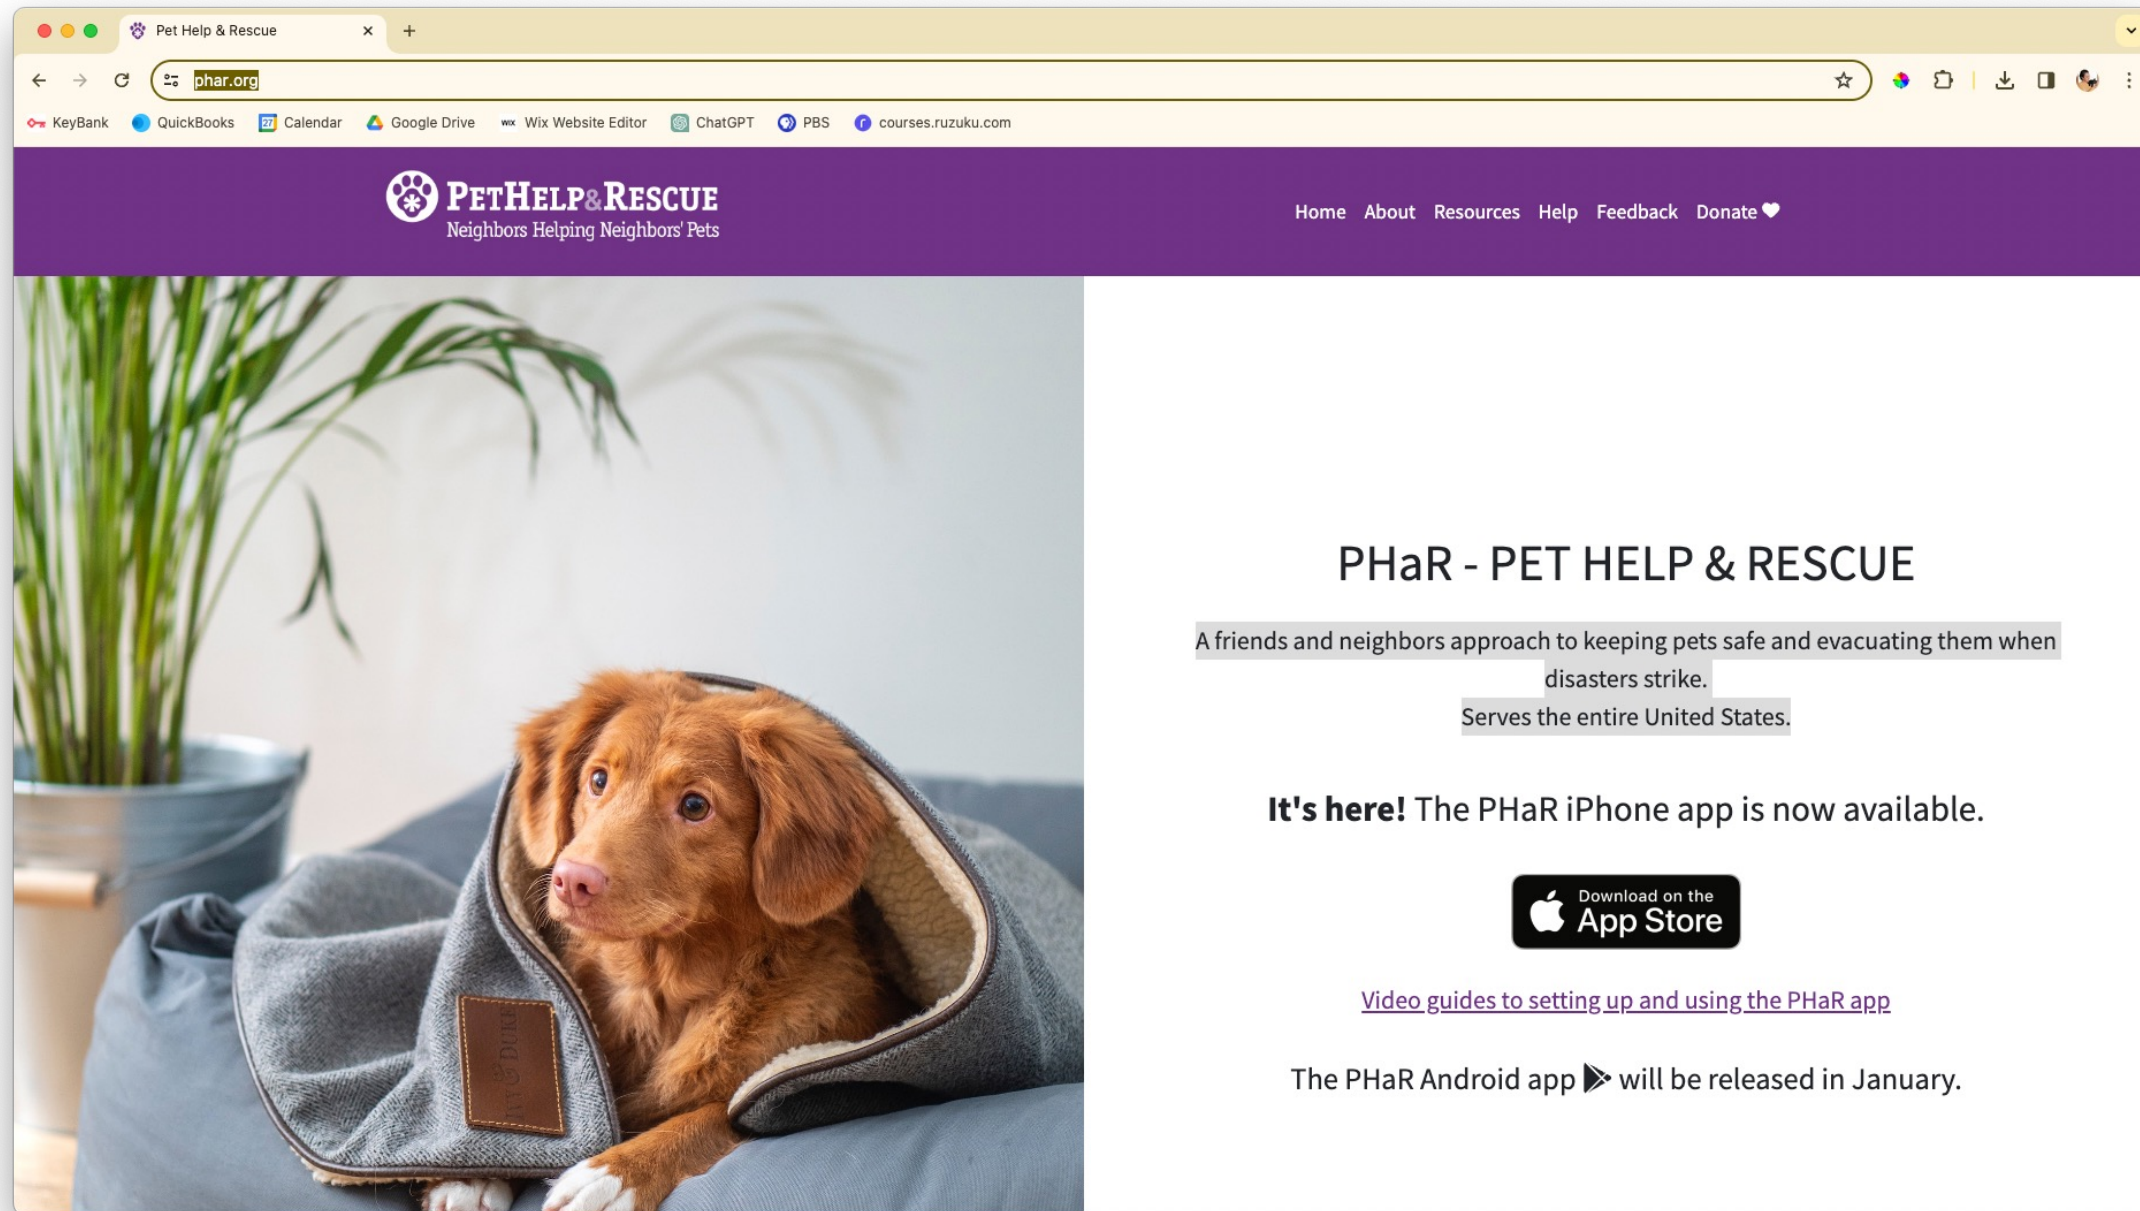 Pet Help & Rescue
phar.org
KeyBank QuickBooks 27 Calendar Google Drive WIX Wix Website Editor ChatGPT PBS r courses.ruzuku.com
PETHELP&RESCUE
Neighbors Helping Neighbors' Pets
Home About Resources Help Feedback Donate
PHaR - PET HELP & RESCUE
A friends and neighbors approach to keeping pets safe and evacuating them when
disasters strike.
Serves the entire United States.
It's here! The PHaR iPhone app is now available.
Download on the
App Store
Video guides to setting up and using the PHaR app
The PHaR Android app will be released in January.
IVY & DUKE